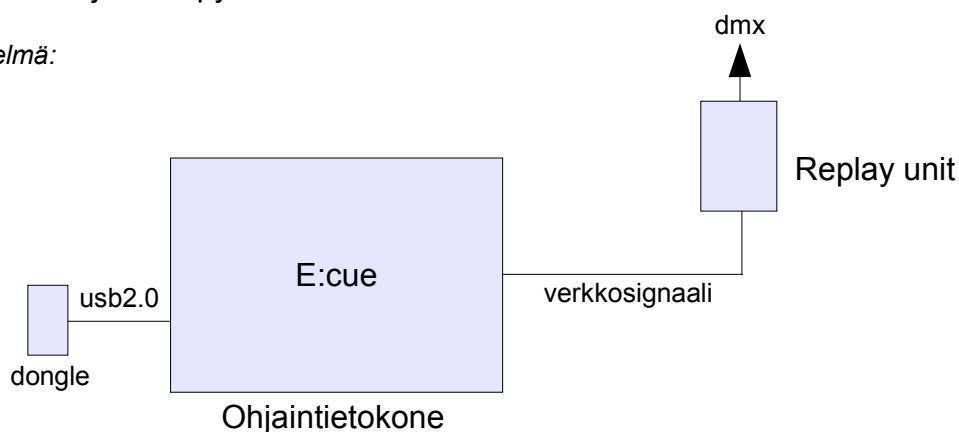 elmä:
dmx
Replay unit
E:cue
usb2.0
verkkosignaali
dongle
Ohjaintietokone